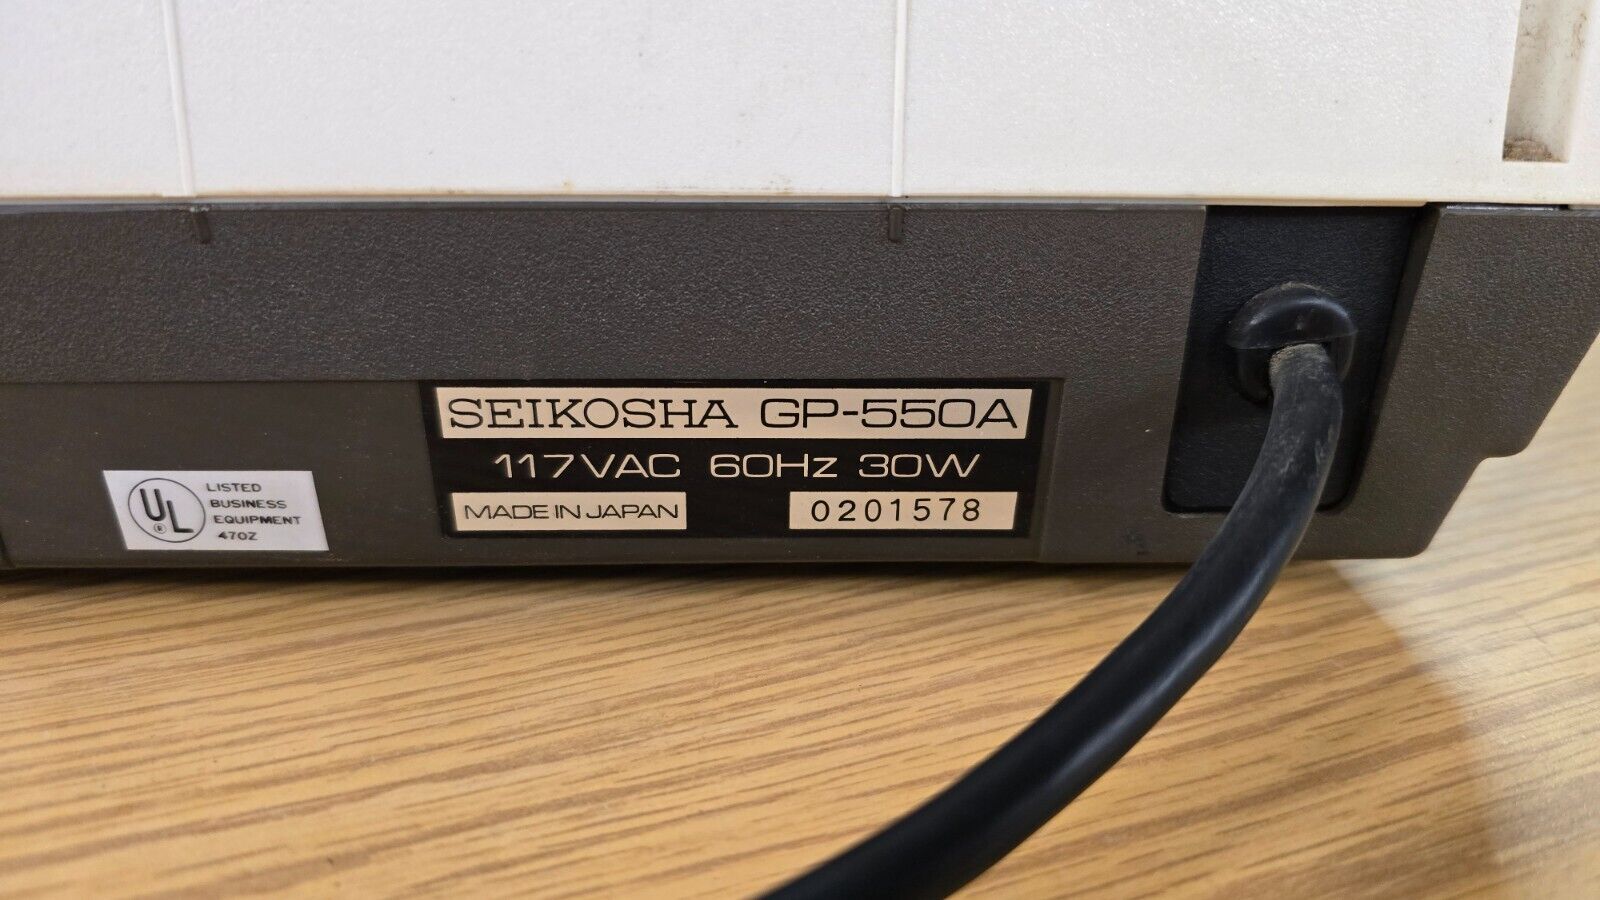 SEIKOSHA GP-550A
117VAC 60Hz 30W
MADE IN JAPAN 0201578
UL ®
LISTED
BUSINESS
EQUIPMENT
470Z